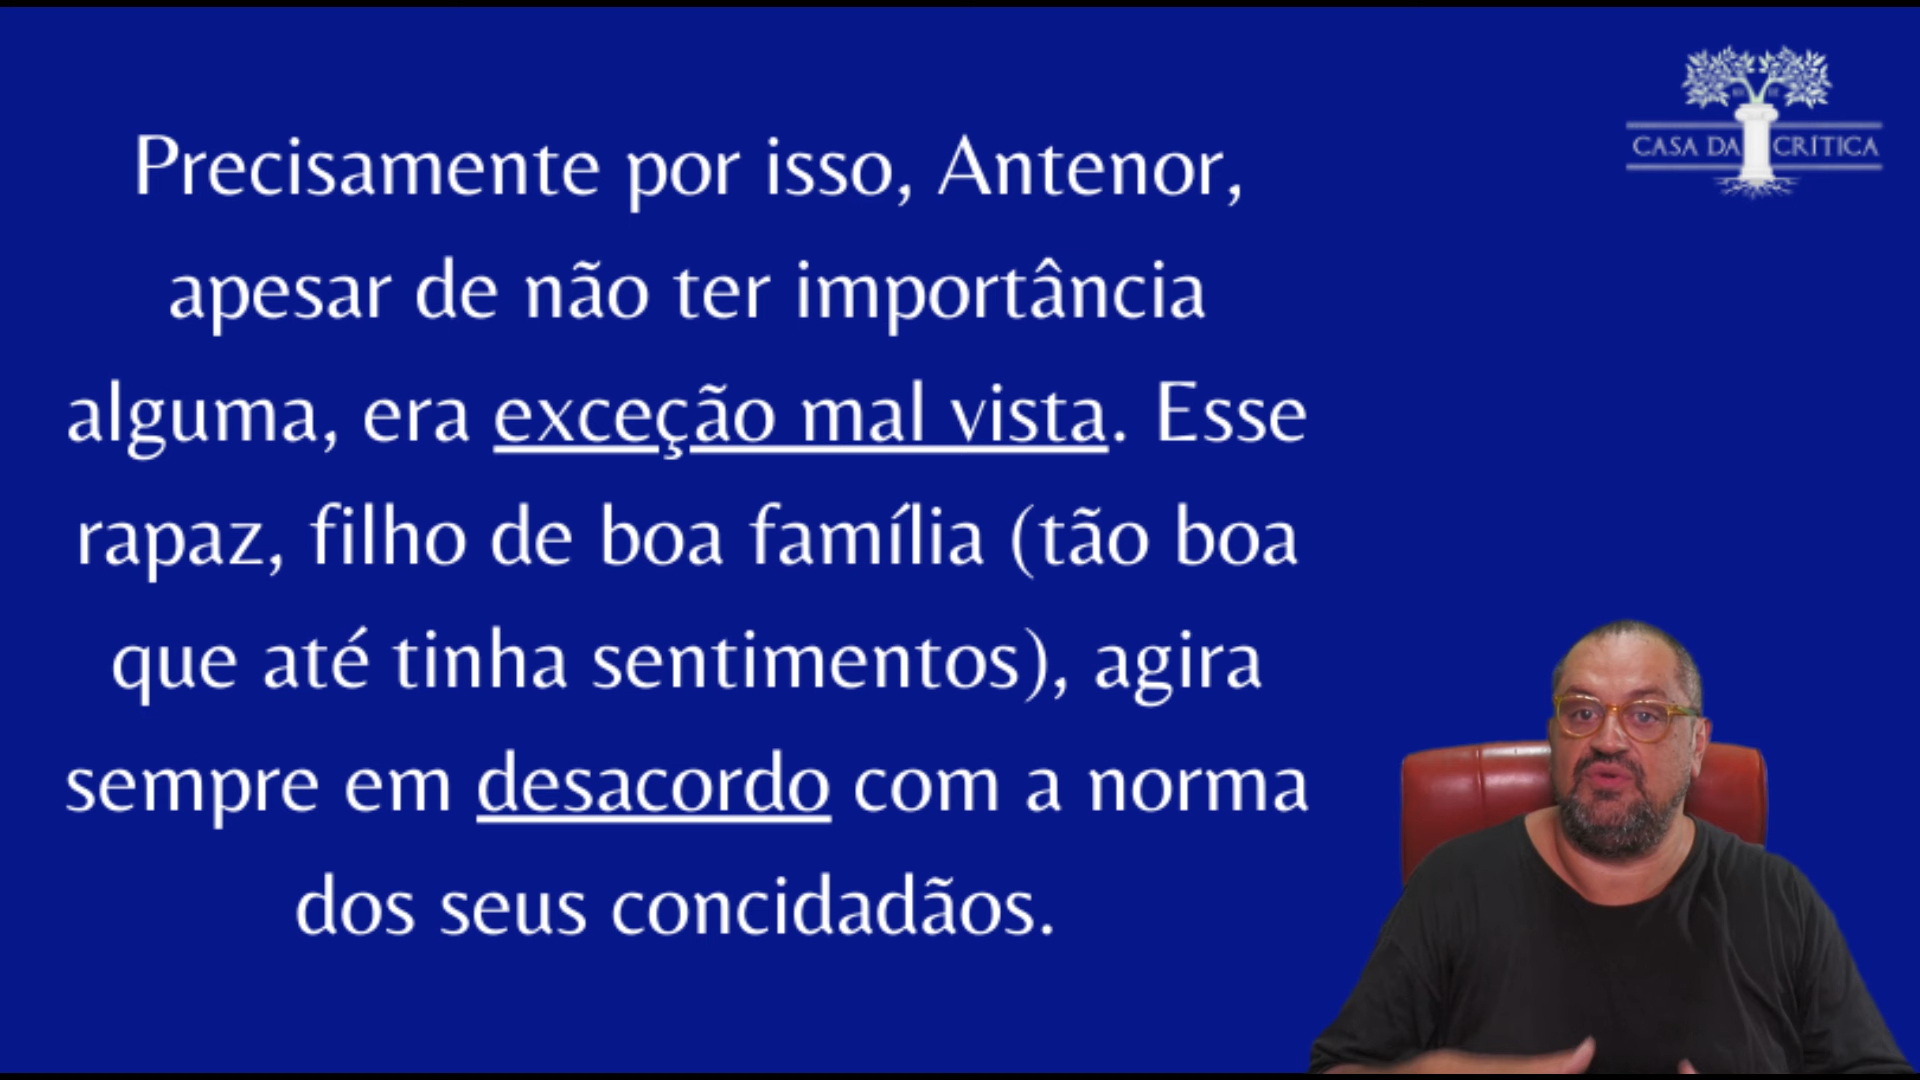 CASA DA CRÍTICA
Precisamente por isso, Antenor,
apesar de não ter importância
alguma, era exceção mal vista. Esse
rapaz, filho de boa família (tão boa
que até tinha sentimentos), agira
sempre em desacordo com a norma
dos seus concidadãos.